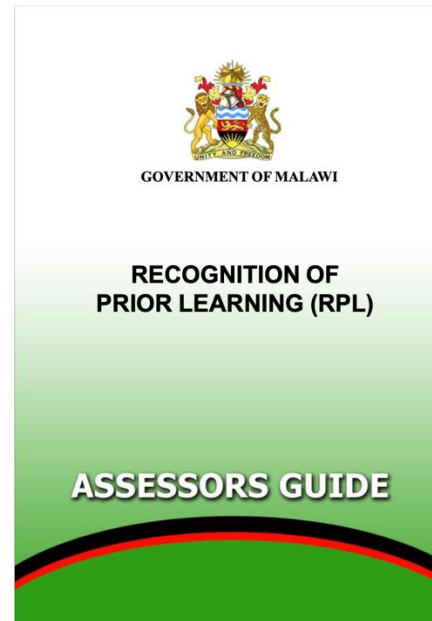 UNITY AND FREEDOM
GOVERNMENT OF MALAWI
RECOGNITION OF
PRIOR LEARNING (RPL)
ASSESSORS GUIDE